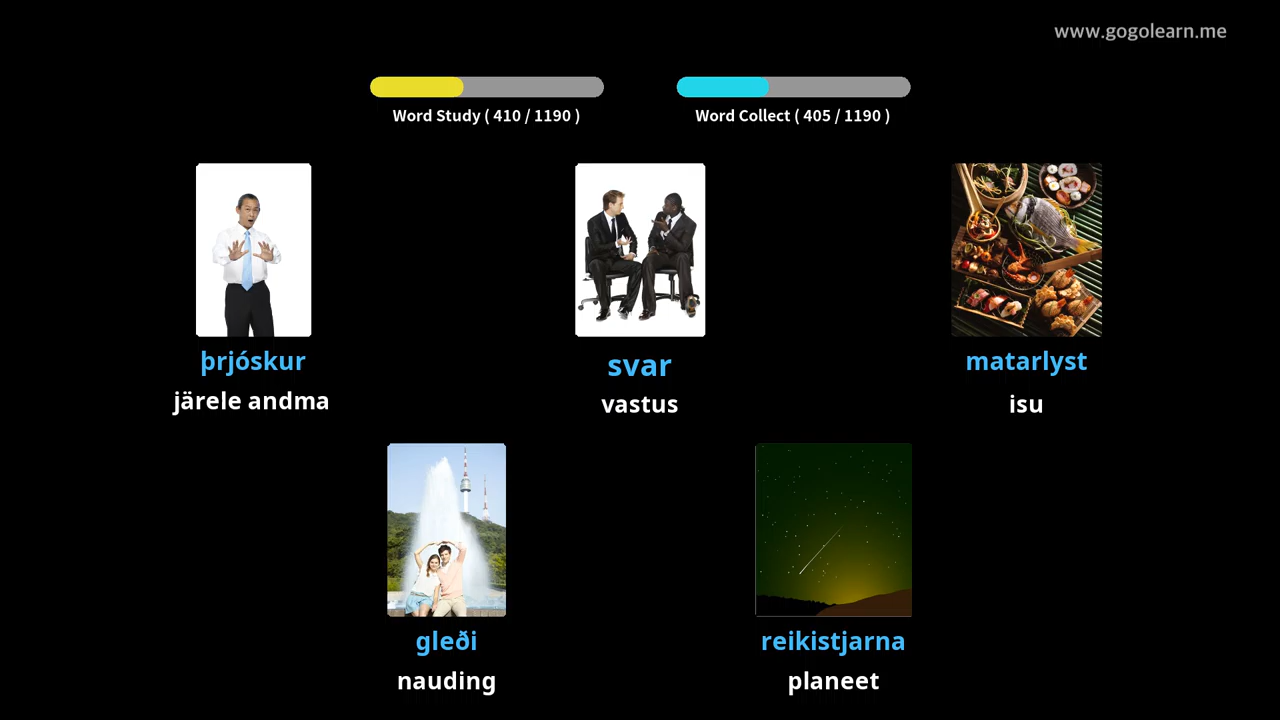 www.gogolearn.me
Word Study ( 410 / 1190 )
Word Collect ( 405 / 1190 )
þrjóskur
järele andma
svar
vastus
matarlyst
isu
gleði
nauding
reikistjarna
planeet